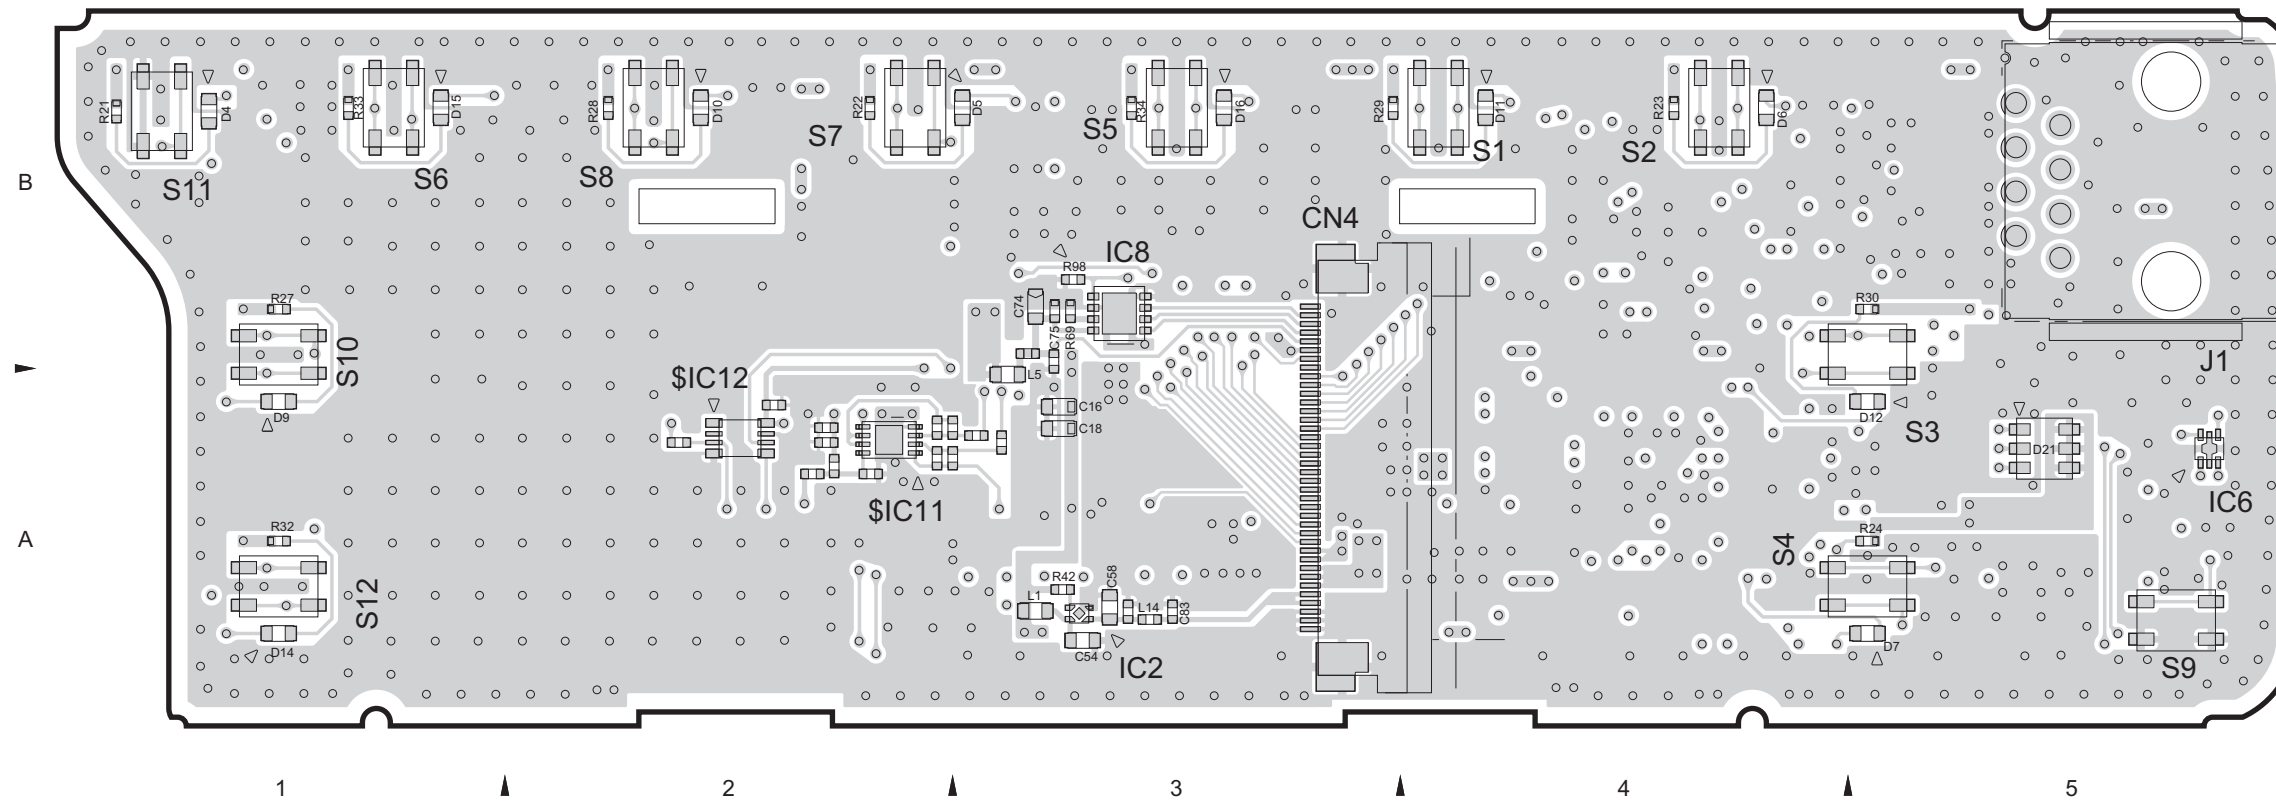 R21
D4
R33
D15
R28
D10
R22
D5
R34
D16
R29
D11
R23
D6
S7
S5
S1
S2
S11
S6
S8
B
CN4
IC8
R98
C74
C75
R69
R27
R30
S10
J1
$IC12
L5
D9
C16
C18
D12
S3
D21
IC6
$IC11
A
R32
R24
S4
S12
R42
C58
L1
L14
C83
D14
C54
IC2
D7
S9
1
2
3
4
5